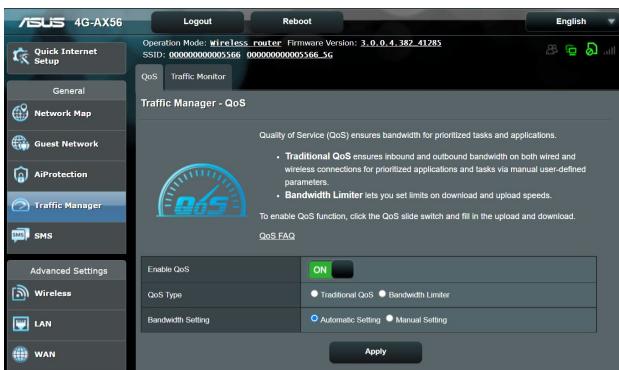 ASUS 4G-AX56 Logout Reboot English
Quick Internet Setup
Operation Mode: Wireless router Firmware Version: 3.0.0.4.382_41285
SSID: 000000000005566 000000000005566_5G
QoS Traffic Monitor
General
Network Map
Guest Network
AiProtection
Traffic Manager
SMS
Advanced Settings
Wireless
LAN
WAN
Traffic Manager - QoS
QoS
Quality of Service (QoS) ensures bandwidth for prioritized tasks and applications.
• Traditional QoS ensures inbound and outbound bandwidth on both wired and
wireless connections for prioritized applications and tasks via manual user-defined
parameters.
• Bandwidth Limiter lets you set limits on download and upload speeds.
To enable QoS function, click the QoS slide switch and fill in the upload and download.
QoS FAQ
Enable QoS ON
QoS Type Traditional QoS Bandwidth Limiter
Bandwidth Setting Automatic Setting Manual Setting
Apply